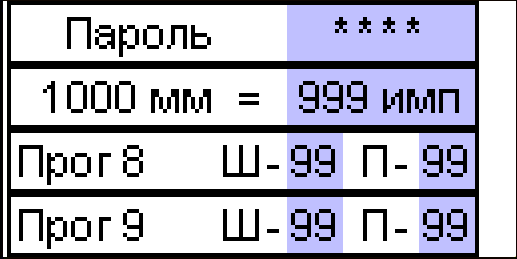 Пароль ****
1000 мм = 999 имп
Прог 8 Ш-99 П-99
Прог 9 Ш-99 П-99